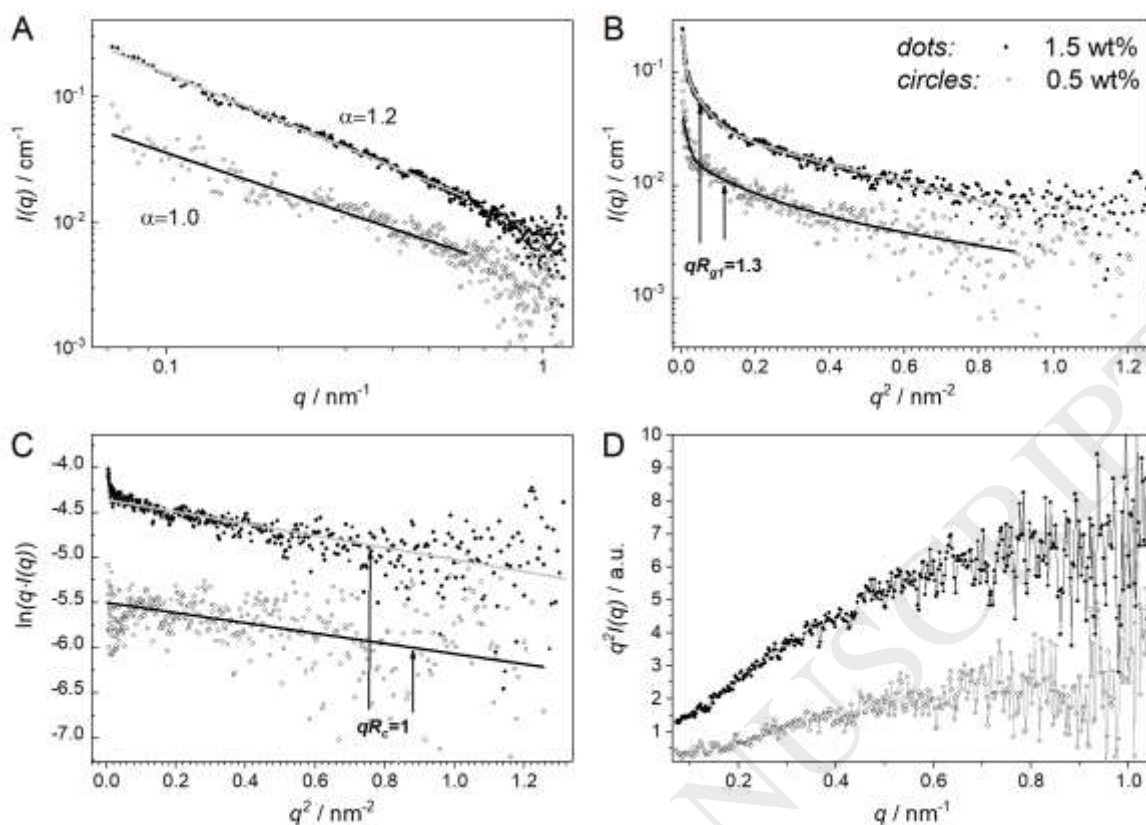 A
I(q) / cm⁻¹
10⁻¹
10⁻²
10⁻³
α=1.2
α=1.0
0.1 1
q / nm⁻¹
B
dots: 1.5 wt%
circles: 0.5 wt%
I(q) / cm⁻¹
10⁻¹
10⁻²
10⁻³
qRg1=1.3
0.0 0.2 0.4 0.6 0.8 1.0 1.2
q² / nm⁻²
C
ln(q·I(q))
-4.0
-4.5
-5.0
-5.5
-6.0
-6.5
-7.0
qRc=1
0.0 0.2 0.4 0.6 0.8 1.0 1.2
q² / nm⁻²
D
q²I(q) / a.u.
10
9
8
7
6
5
4
3
2
1
0.2 0.4 0.6 0.8 1.0
q / nm⁻¹
NUSCRIPT